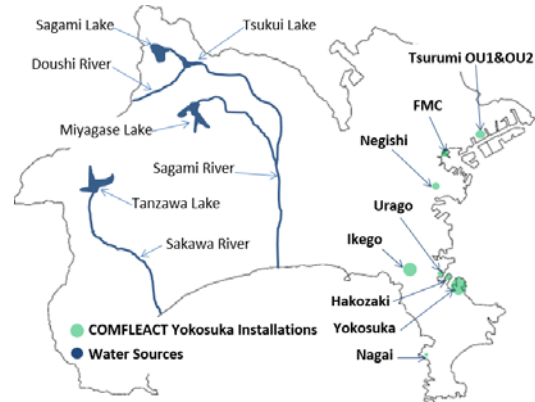 Sagami Lake
Tsukui Lake
Doushi River
Tsurumi OU1&OU2
FMC
Miyagase Lake
Negishi
Sagami River
Tanzawa Lake
Urago
Ikego
Sakawa River
Hakozaki
COMFLEACT Yokosuka Installations
Yokosuka
Water Sources
Nagai